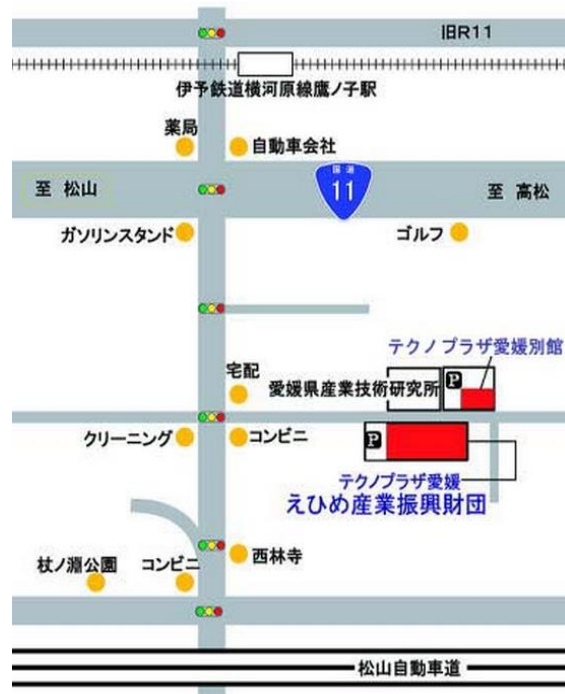 旧R11
伊予鉄道横河原線鷹ノ子駅
薬局
自動車会社
至 松山
国道
11
至 高松
ガソリンスタンド
ゴルフ
テクノプラザ愛媛別館
宅配
愛媛県産業技術研究所
P
クリーニング
コンビニ
P
テクノプラザ愛媛
えひめ産業振興財団
杖ノ淵公園
コンビニ
西林寺
松山自動車道